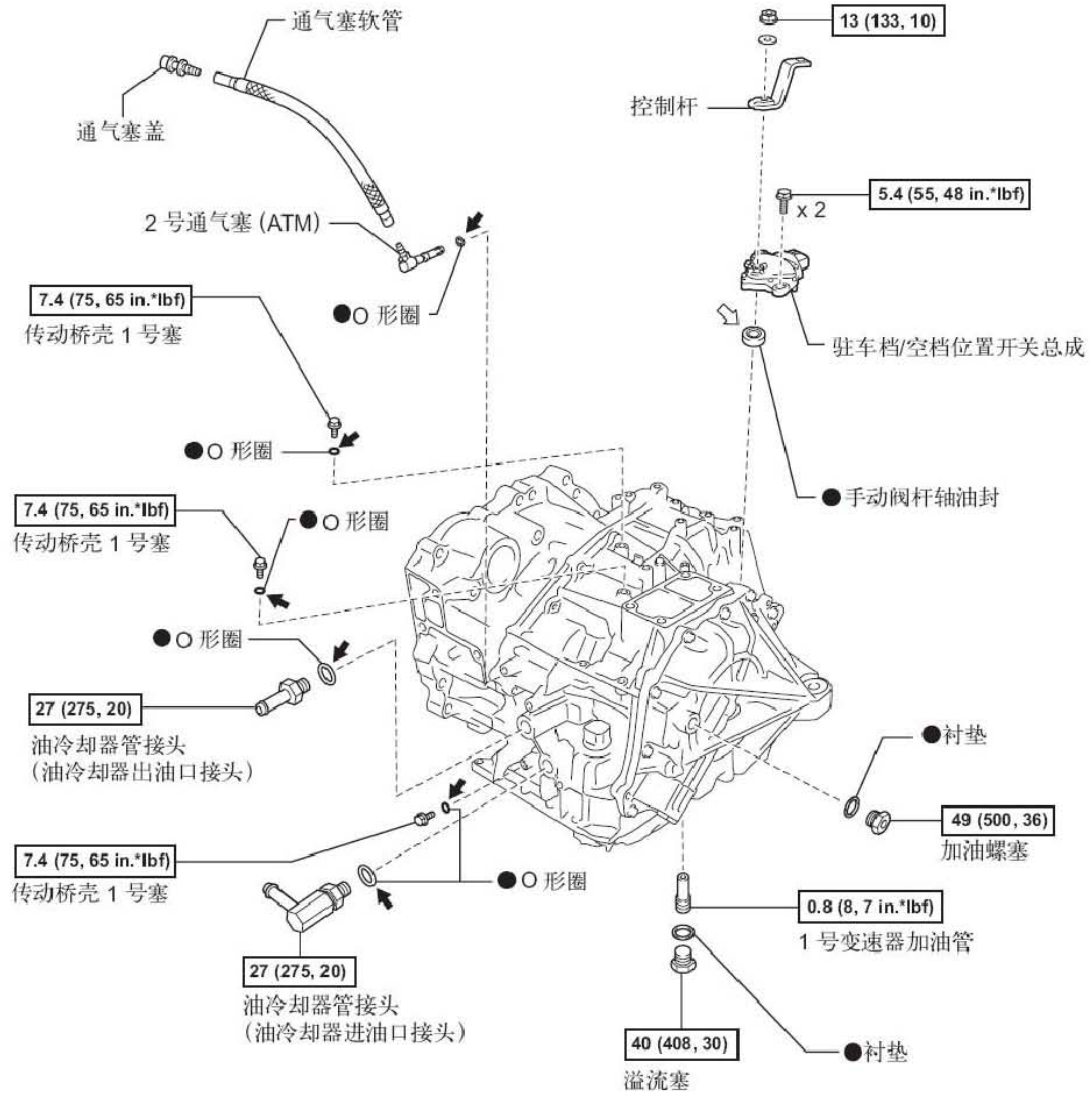 通气塞软管
13 (133, 10)
通气塞盖
控制杆
5.4 (55, 48 in.*lbf)
x 2
2 号通气塞 (ATM)
7.4 (75, 65 in.*lbf)
传动桥壳 1 号塞
●O 形圈
驻车档/空档位置开关总成
●O 形圈
●手动阀杆轴油封
7.4 (75, 65 in.*lbf)
传动桥壳 1 号塞
●O 形圈
●O 形圈
27 (275, 20)
油冷却器管接头
(油冷却器出油口接头)
●衬垫
49 (500, 36)
加油螺塞
7.4 (75, 65 in.*lbf)
传动桥壳 1 号塞
●O 形圈
0.8 (8, 7 in.*lbf)
1 号变速器加油管
27 (275, 20)
油冷却器管接头
(油冷却器进油口接头)
40 (408, 30)
溢流塞
●衬垫